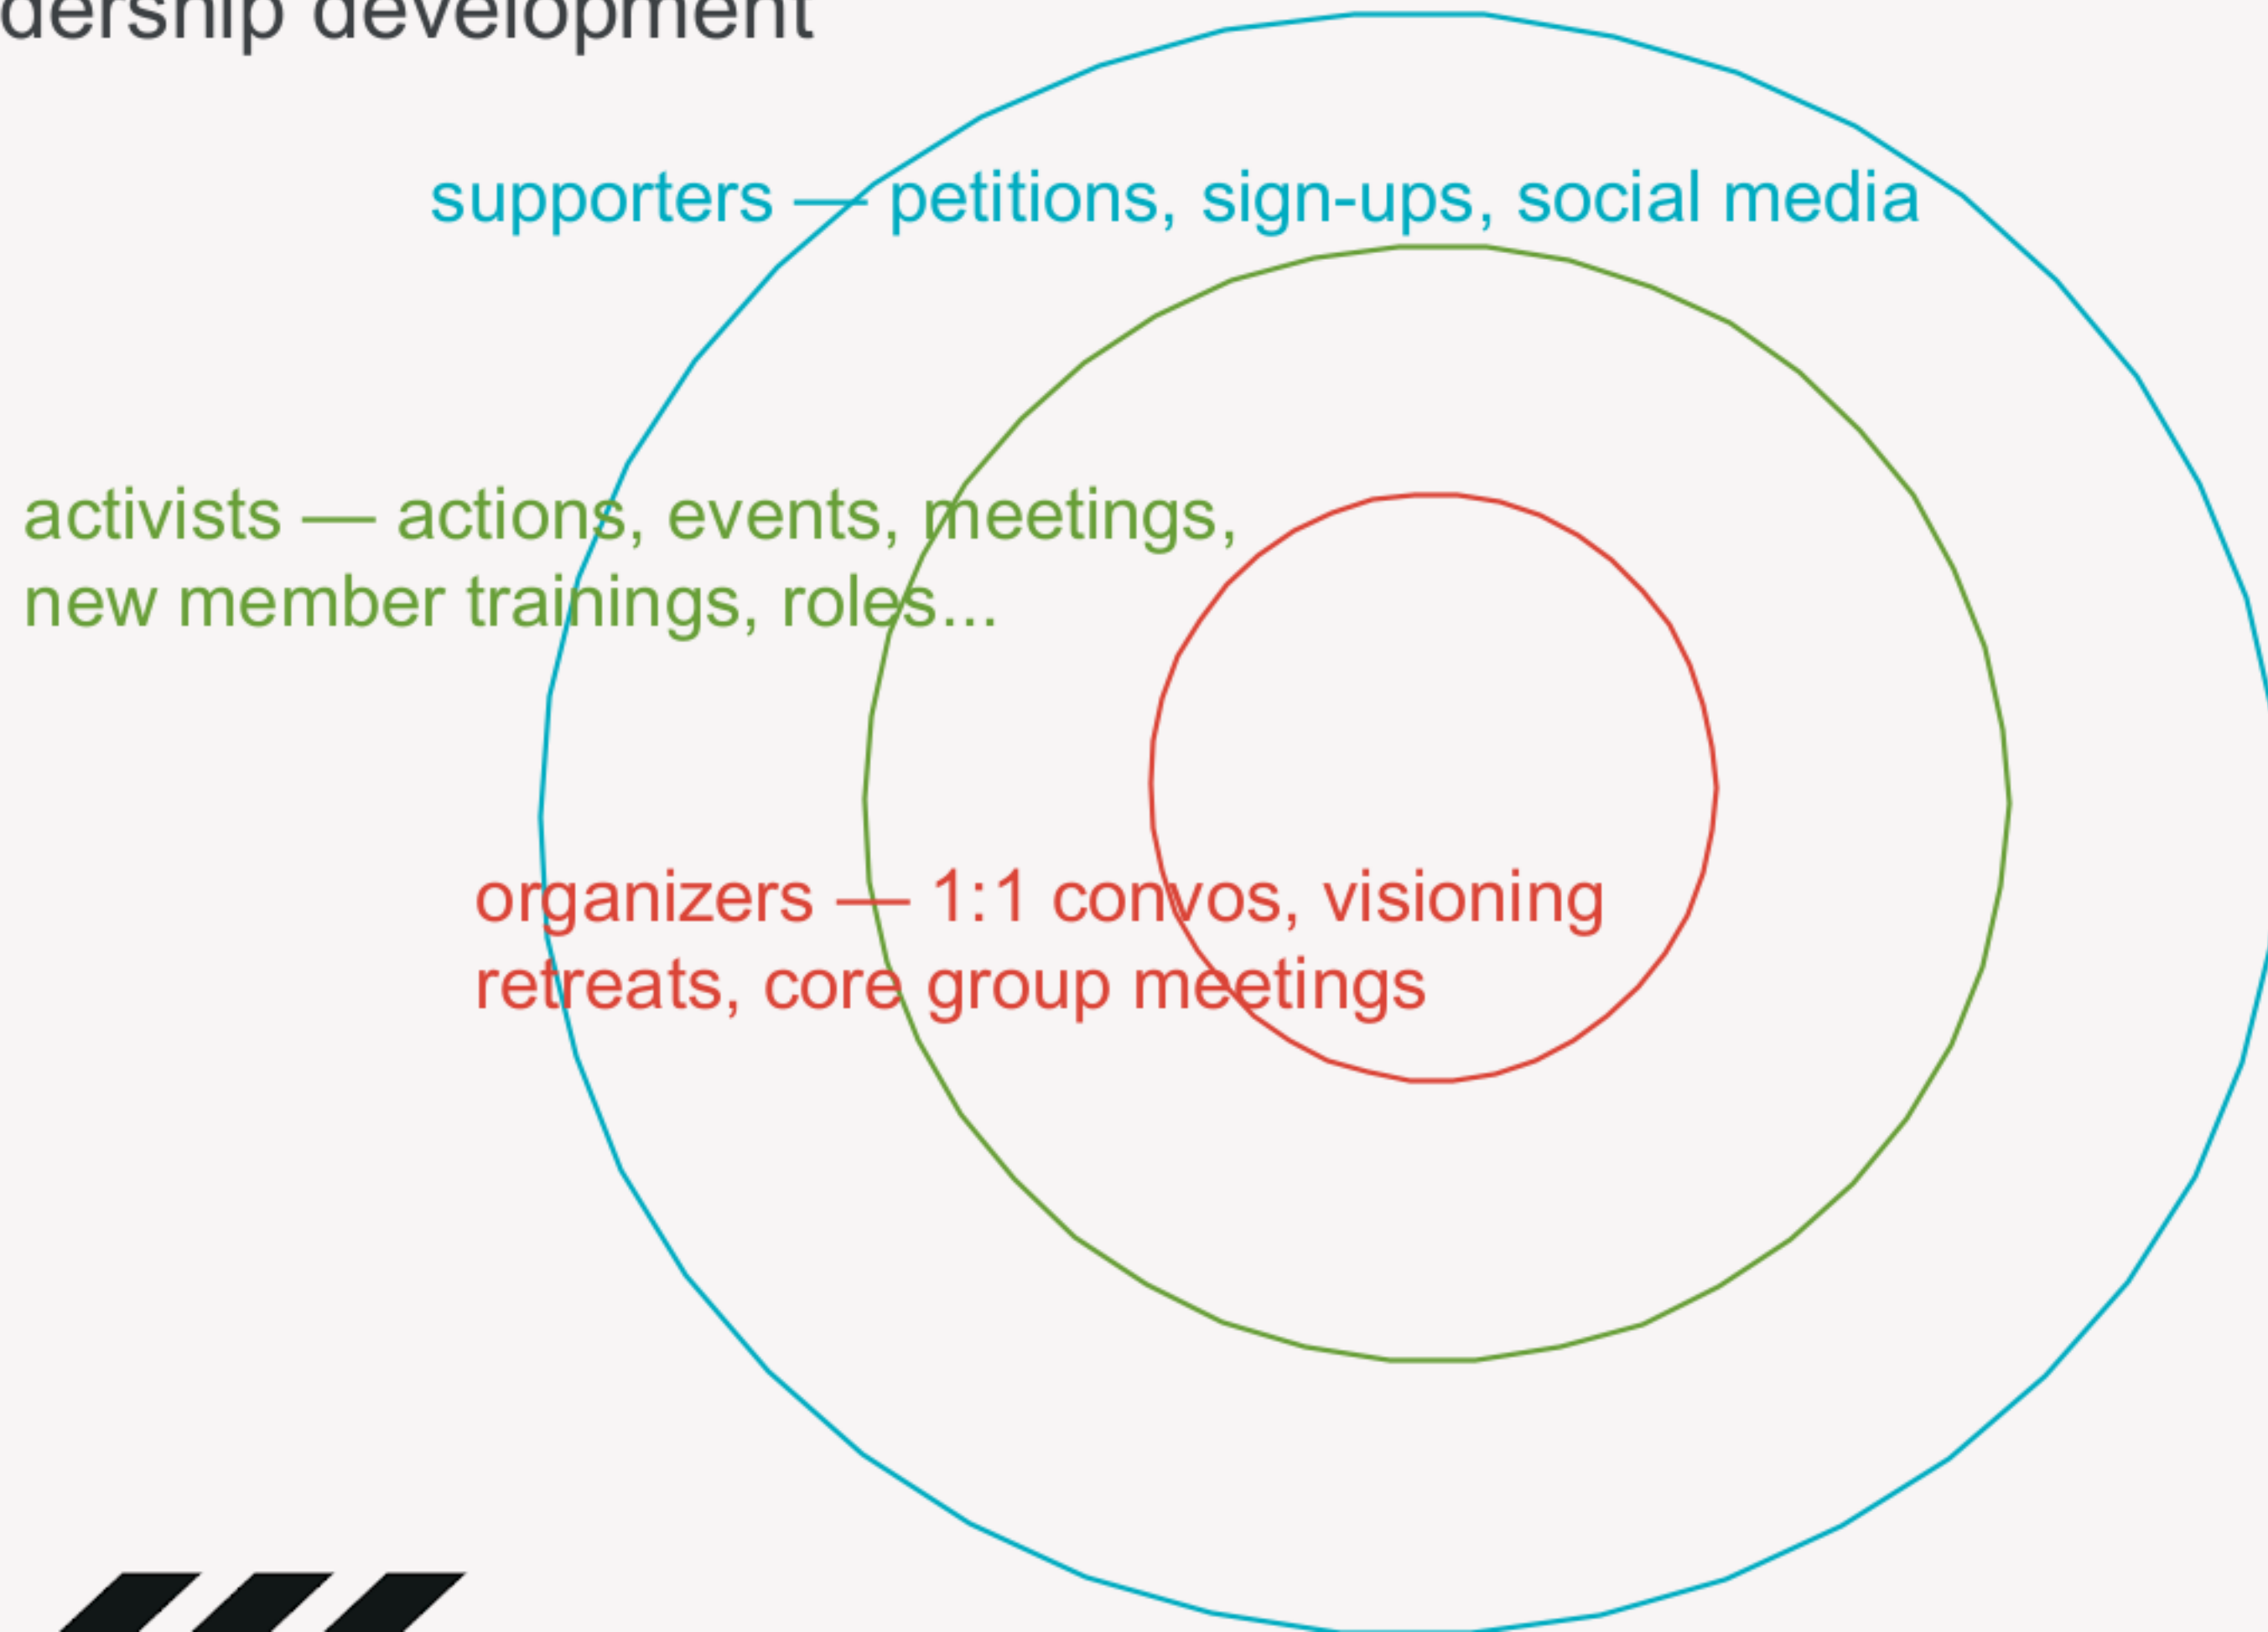 dership development
supporters — petitions, sign-ups, social media
activists — actions, events, meetings,
new member trainings, roles...
organizers — 1:1 convos, visioning
retreats, core group meetings